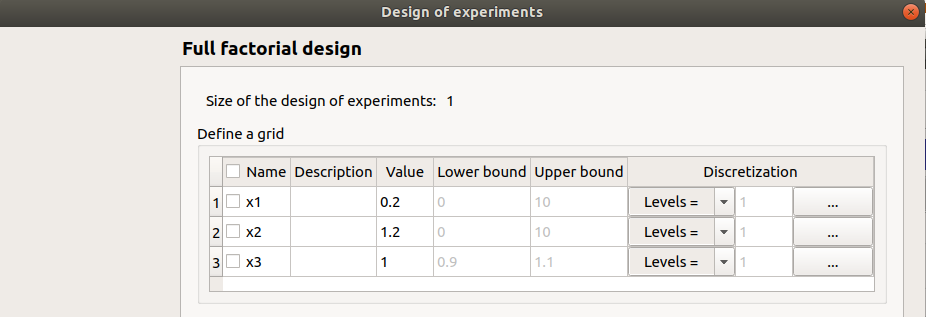 Design of experiments
Full factorial design
Size of the design of experiments: 1
Define a grid
Name Description Value Lower bound Upper bound Discretization
1 x1 0.2 0 10 Levels = 1 ...
2 x2 1.2 0 10 Levels = 1 ...
3 x3 1 0.9 1.1 Levels = 1 ...